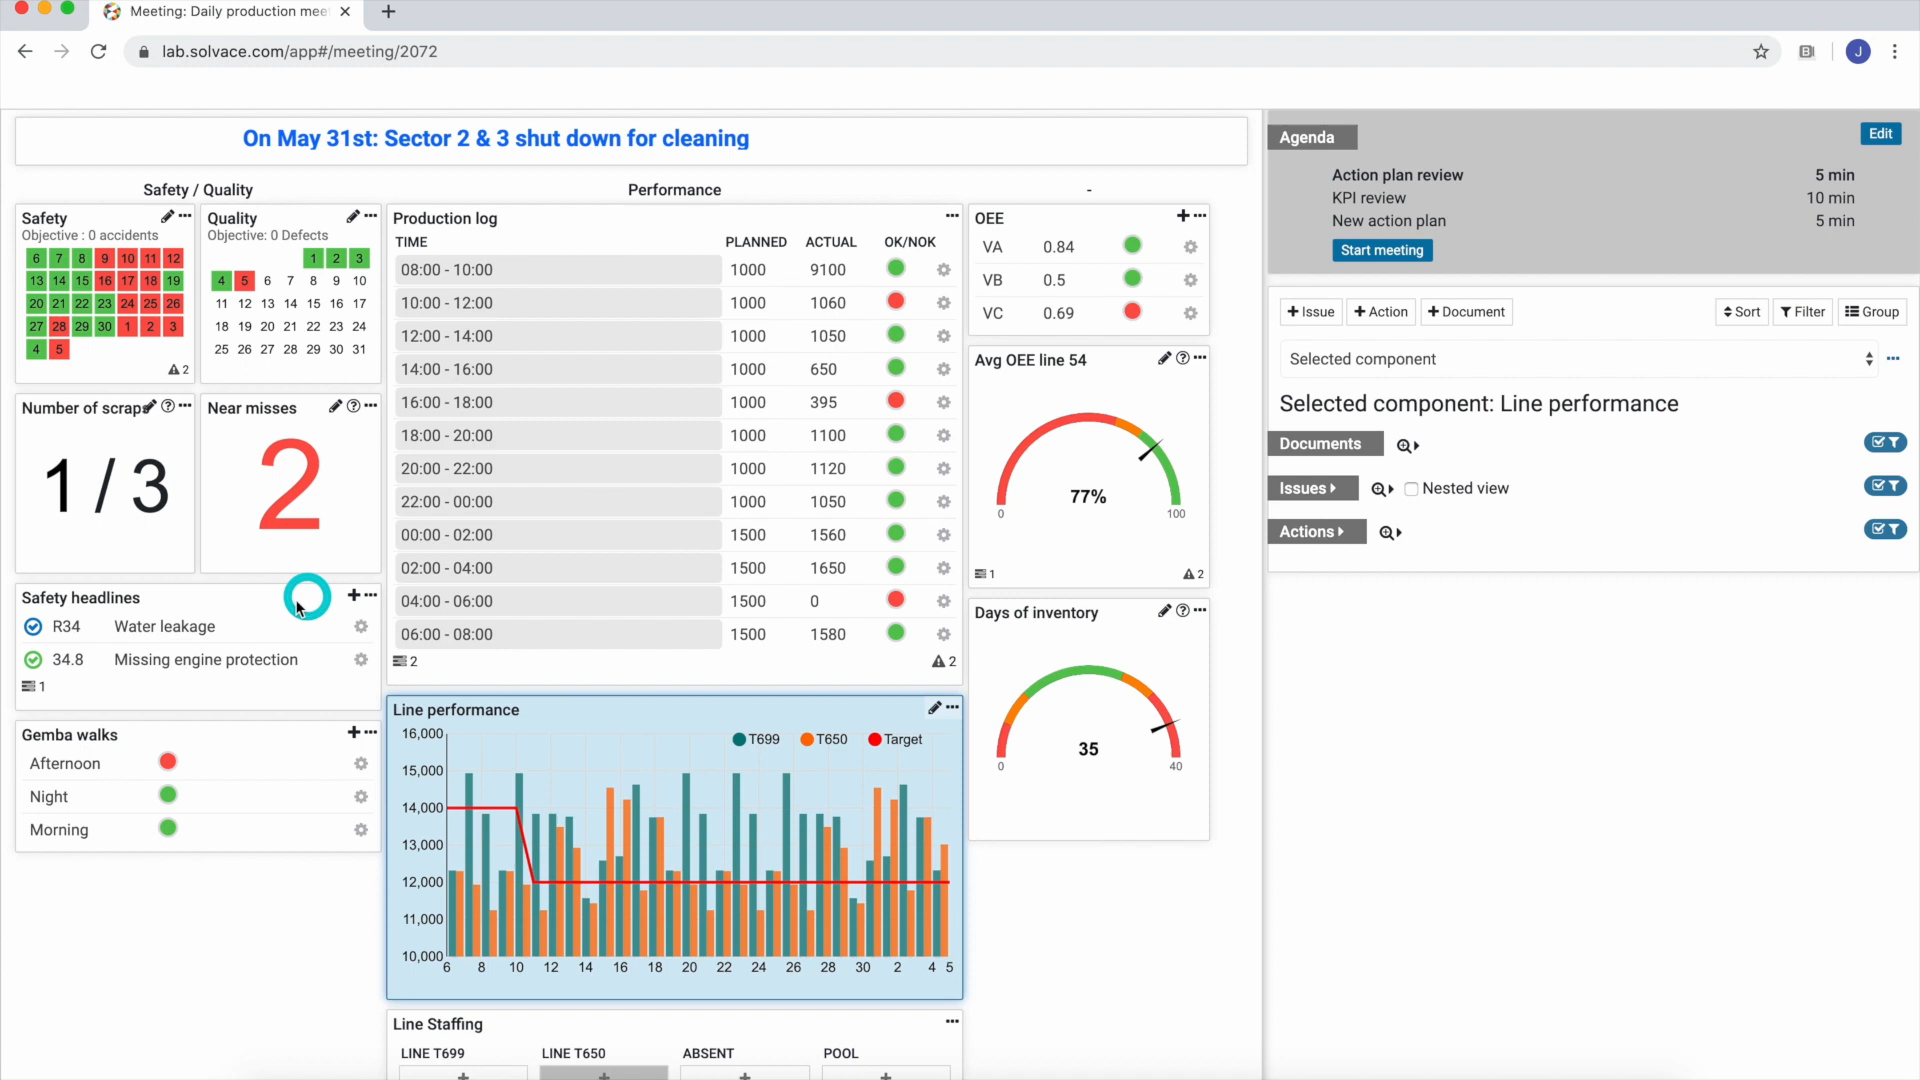 Meeting: Daily production mee
lab.solvace.com/app#/meeting/2072
J
On May 31st: Sector 2 & 3 shut down for cleaning
Safety / Quality
Performance
-
Safety
Objective : 0 accidents
6 7 8 9 10 11 12
13 14 15 16 17 18 19
20 21 22 23 24 25 26
27 28 29 30 1 2 3
4 5
2
Quality
Objective: 0 Defects
1 2 3
4 5 6 7 8 9 10
11 12 13 14 15 16 17
18 19 20 21 22 23 24
25 26 27 28 29 30 31
Number of scraps
1 / 3
Near misses
2
Safety headlines
R34 Water leakage
34.8 Missing engine protection
1
Gemba walks
Afternoon
Night
Morning
Production log
TIME PLANNED ACTUAL OK/NOK
08:00 - 10:00 1000 9100
10:00 - 12:00 1000 1060
12:00 - 14:00 1000 1050
14:00 - 16:00 1000 650
16:00 - 18:00 1000 395
18:00 - 20:00 1000 1100
20:00 - 22:00 1000 1120
22:00 - 00:00 1000 1050
00:00 - 02:00 1500 1560
02:00 - 04:00 1500 1650
04:00 - 06:00 1500 0
06:00 - 08:00 1500 1580
2 2
Line performance
T699 T650 Target
16,000
15,000
14,000
13,000
12,000
11,000
10,000
6 8 10 12 14 16 18 20 22 24 26 28 30 2 4 5
Line Staffing
LINE T699 LINE T650 ABSENT POOL
OEE
VA 0.84
VB 0.5
VC 0.69
Avg OEE line 54
77%
0 100
1 2
Days of inventory
35
0 40
Agenda
Edit
Action plan review 5 min
KPI review 10 min
New action plan 5 min
Start meeting
Issue Action Document Sort Filter Group
Selected component
Selected component: Line performance
Documents
Issues Nested view
Actions